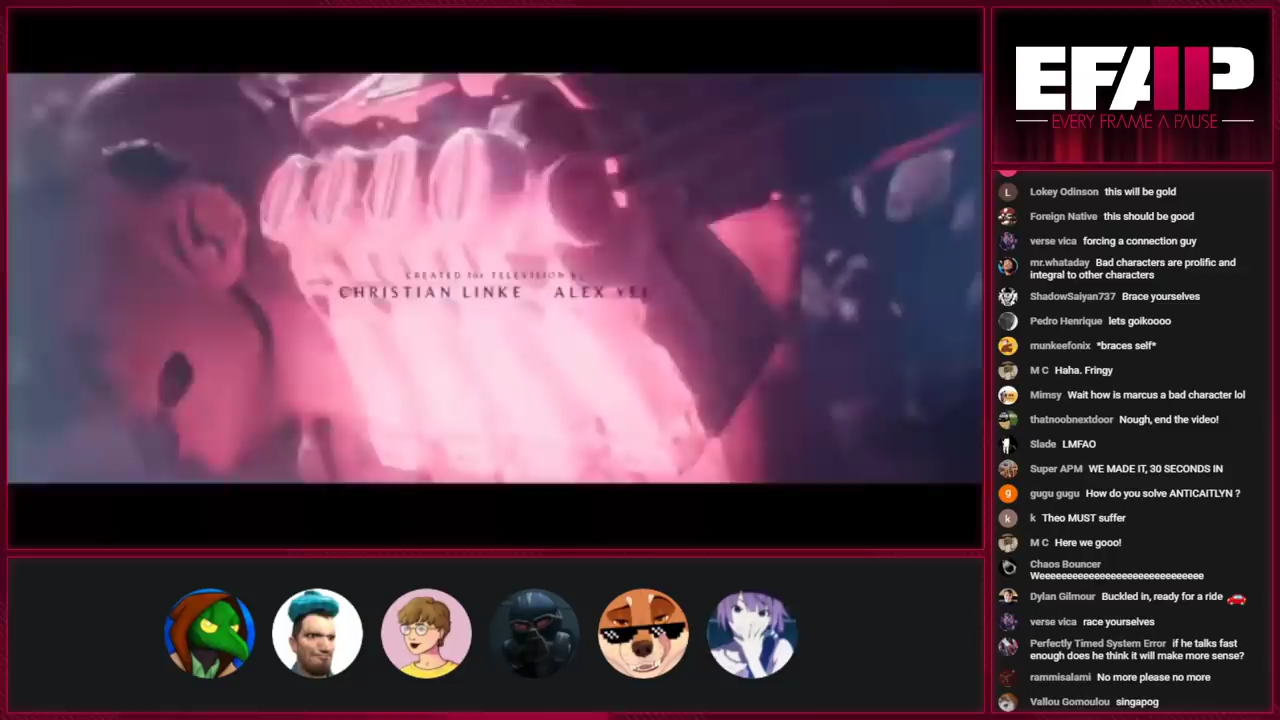 CREATED for TELEVISION
CHRISTIAN LINKE ALEX YEE
EFAP
EVERY FRAME A PAUSE
Lokey Odinson this will be gold
Foreign Native this should be good
verse vica forcing a connection guy
mr.whataday Bad characters are prolific and
integral to other characters
ShadowSaiyan737 Brace yourselves
Pedro Henrique lets goikoooo
munkeefonix *braces self*
M C Haha. Fringy
Mimsy Wait how is marcus a bad character lol
thatnoobnextdoor Nough, end the video!
Slade LMFAO
Super APM WE MADE IT, 30 SECONDS IN
gugu gugu How do you solve ANTICAITLYN ?
k Theo MUST suffer
M C Here we gooo!
Chaos Bouncer
Weeeeeeeeeeeeeeeeeeeeeeeeeeeeee
Dylan Gilmour Buckled in, ready for a ride 🚗
verse vica race yourselves
Perfectly Timed System Error if he talks fast
enough does he think it will make more sense?
rammisalami No more please no more
Vallou Gomoulou singapog